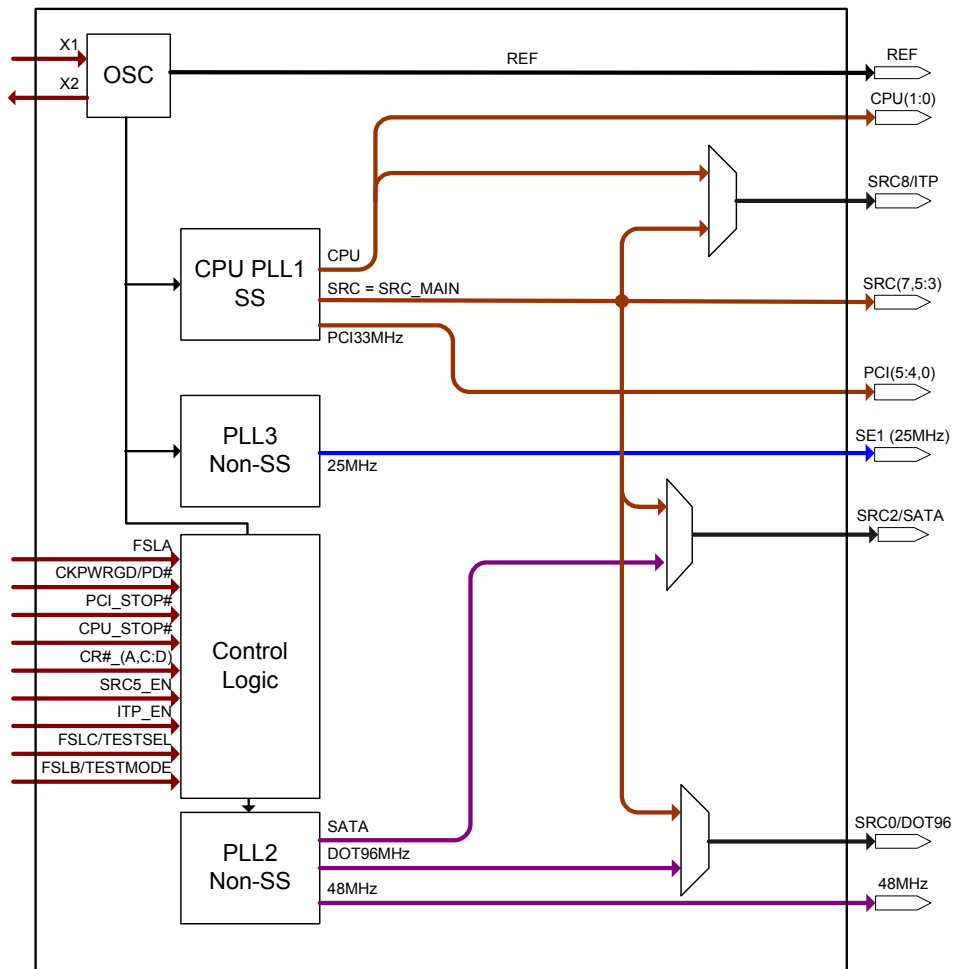 X1
X2
OSC
REF
REF
CPU(1:0)
SRC8/ITP
CPU PLL1
SS
CPU
SRC = SRC_MAIN
PCI33MHz
SRC(7,5:3)
PCI(5:4,0)
PLL3
Non-SS
25MHz
SE1 (25MHz)
SRC2/SATA
FSLA
CKPWRGD/PD#
PCI_STOP#
CPU_STOP#
CR#_(A,C:D)
SRC5_EN
ITP_EN
FSLC/TESTSEL
FSLB/TESTMODE
Control
Logic
PLL2
Non-SS
SATA
DOT96MHz
48MHz
SRC0/DOT96
48MHz